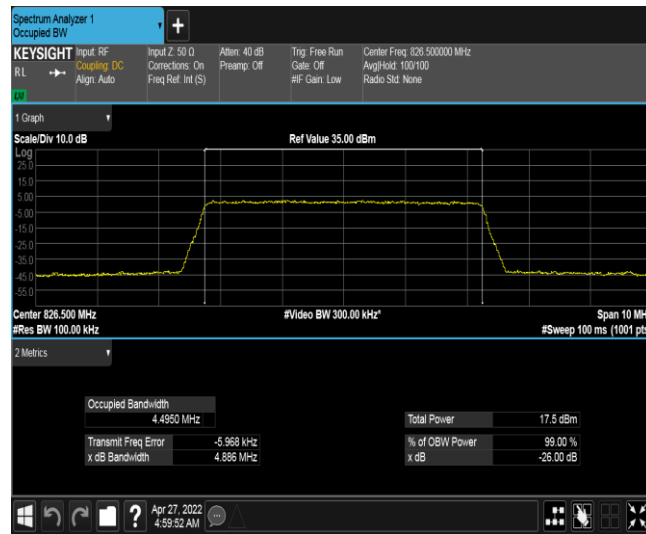 Spectrum Analyzer 1
Occupied BW
+
KEYSIGHT Input: RF Input Z: 50 Ω Atten: 40 dB Trig: Free Run Center Freq: 826.500000 MHz
RL Coupling: DC Corrections: On Preamp: Off Gate: Off Avg|Hold: 100/100
Align: Auto Freq Ref: Int (S) #IF Gain: Low Radio Std: None
1 Graph
Scale/Div 10.0 dB Ref Value 35.00 dBm
Log
25.0
15.0
5.00
-5.00
-15.0
-25.0
-35.0
-45.0
-55.0
Center 826.500 MHz #Video BW 300.00 kHz* Span 10 MH
#Res BW 100.00 kHz #Sweep 100 ms (1001 pts
2 Metrics
Occupied Bandwidth
4.4950 MHz Total Power 17.5 dBm
Transmit Freq Error -5.968 kHz % of OBW Power 99.00 %
x dB Bandwidth 4.886 MHz x dB -26.00 dB
? Apr 27, 2022
4:59:52 AM